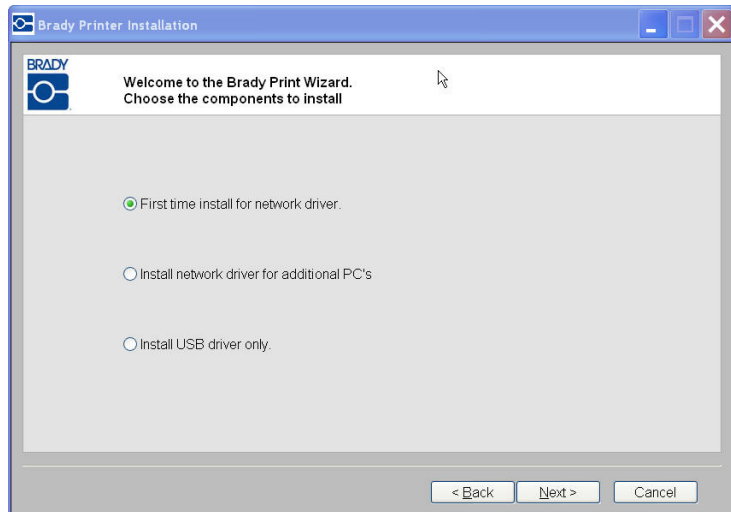 Brady Printer Installation
BRADY
Welcome to the Brady Print Wizard.
Choose the components to install
First time install for network driver.
Install network driver for additional PC's
Install USB driver only.
< Back
Next >
Cancel